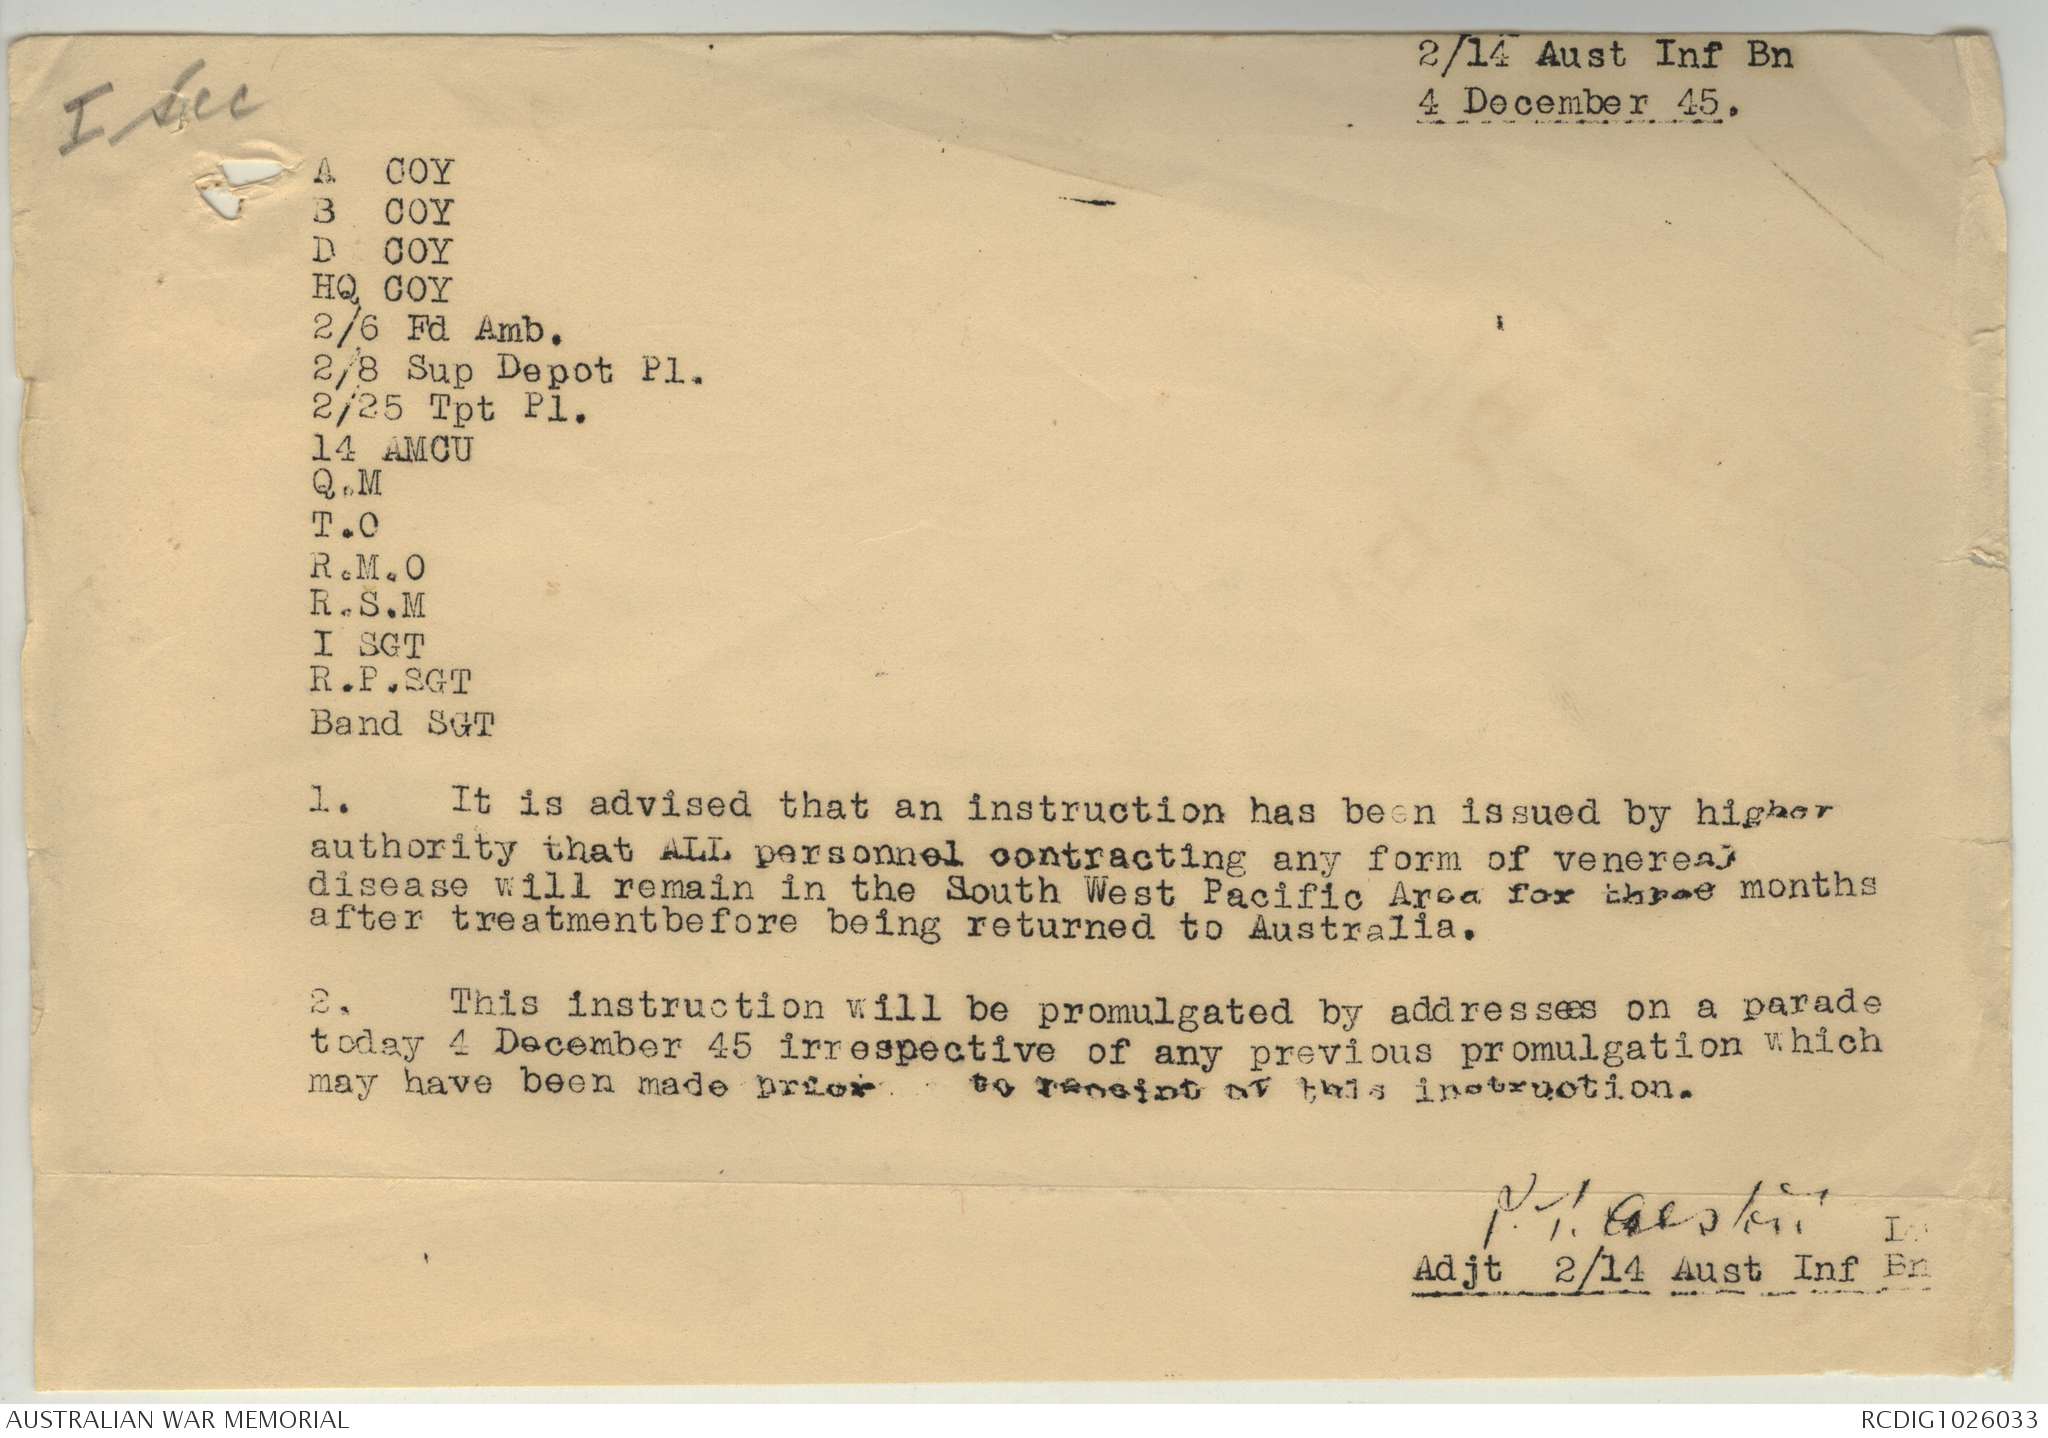 2/14 Aust Inf Bn
4 December 45.
I Sec
A COY
B COY
D COY
HQ COY
2/6 Fd Amb.
2/8 Sup Depot Pl.
2/25 Tpt Pl.
14 AMCU
Q.M
T.O
R.M.O
R.S.M
I SGT
R.P.SGT
Band SGT
1. It is advised that an instruction has been issued by higher
authority that ALL personnel contracting any form of venereal
disease will remain in the South West Pacific Area for three months
after treatmentbefore being returned to Australia.
2. This instruction will be promulgated by addresses on a parade
today 4 December 45 irrespective of any previous promulgation which
may have been made prior to receipt of this instruction.
Adjt 2/14 Aust Inf Bn
AUSTRALIAN WAR MEMORIAL
RCDIG1026033